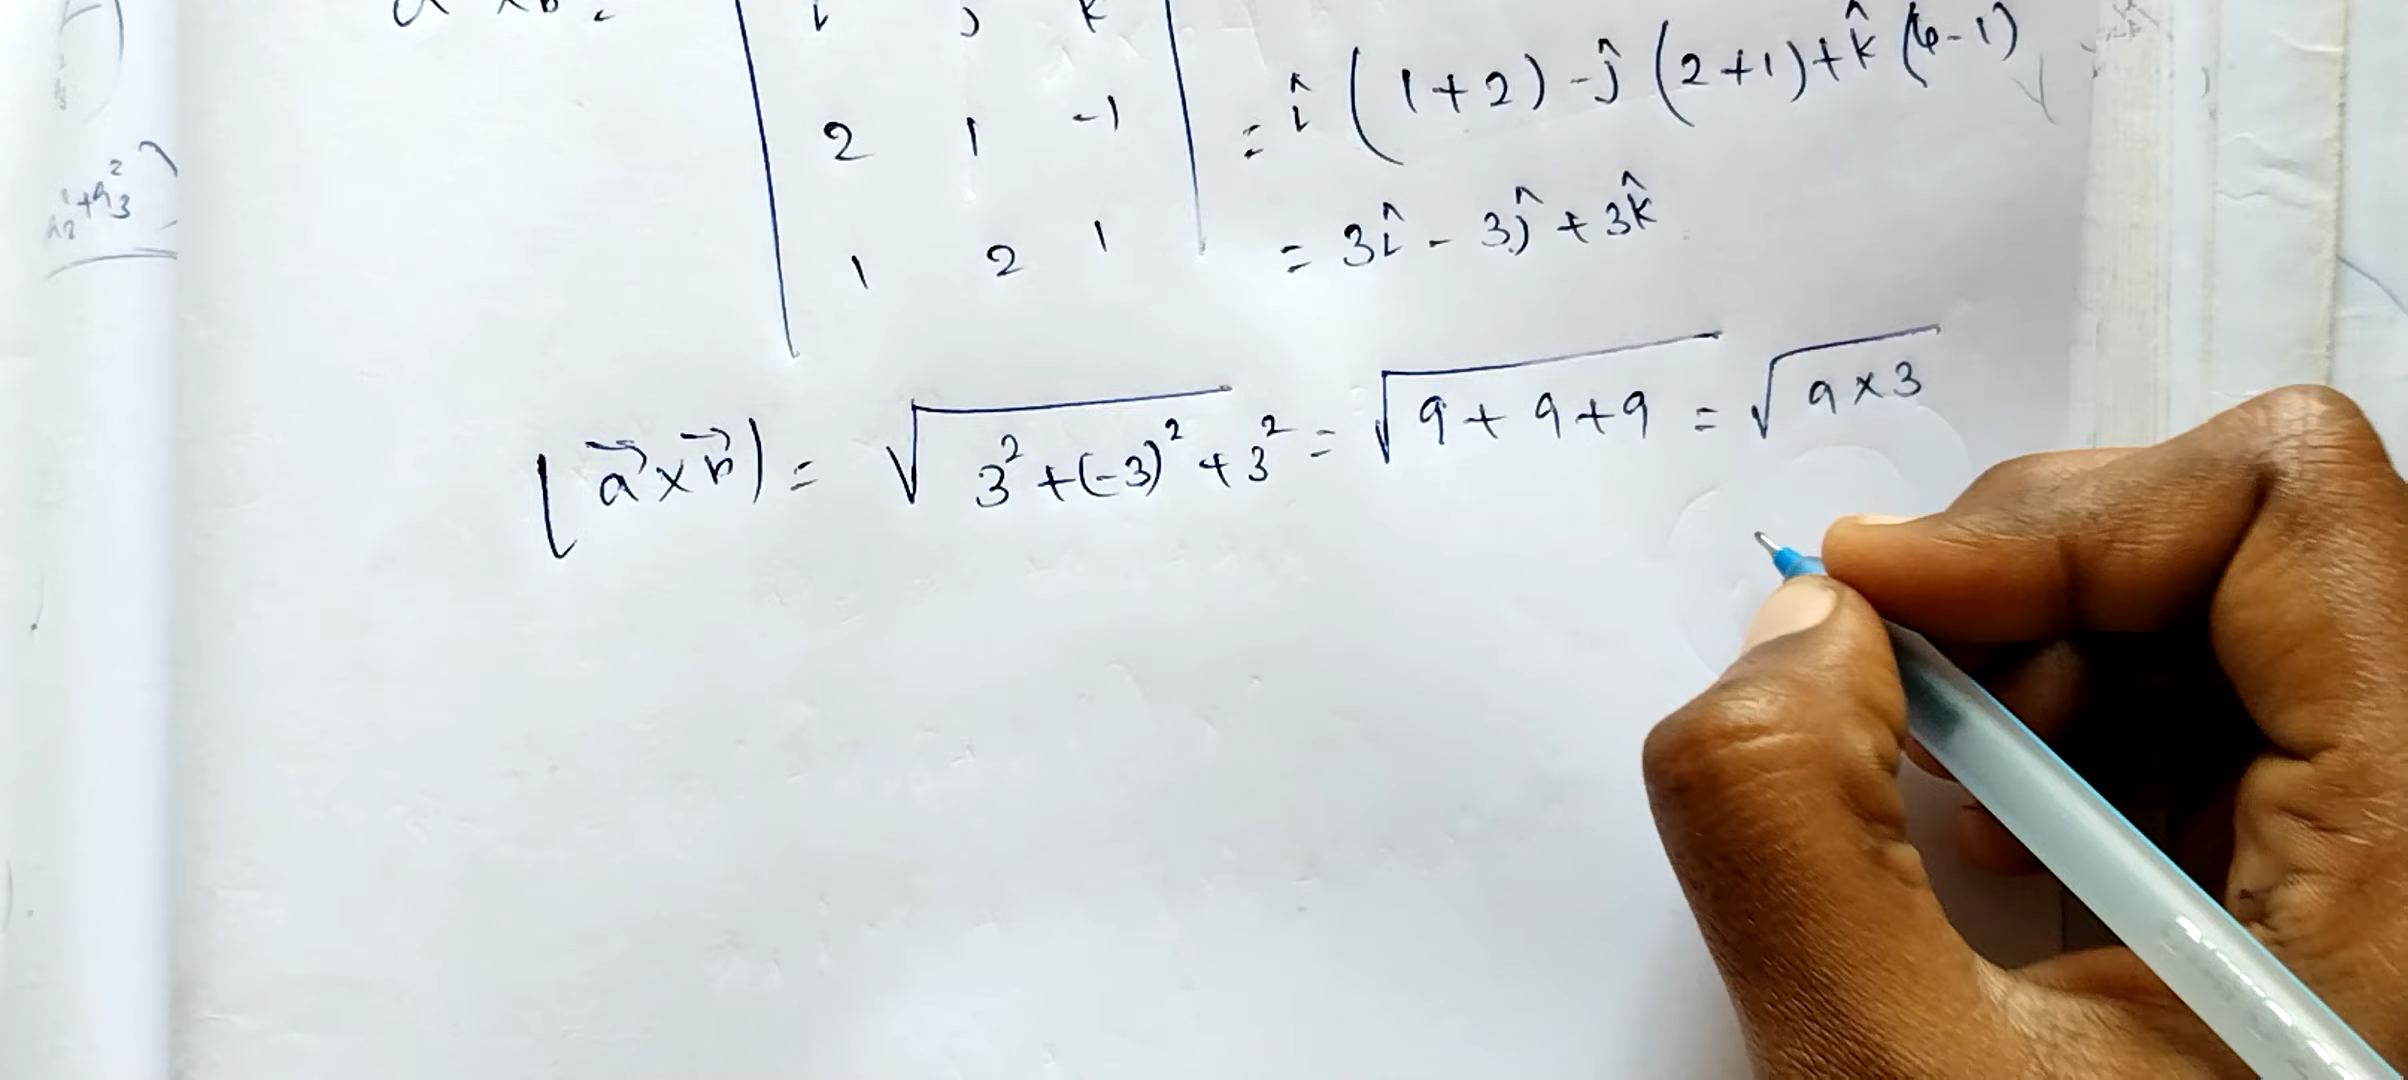 i j k
2 1 -1
1 2 1
= î (1+2) -ĵ (2+1)+k̂ (4-1)
= 3î - 3ĵ + 3k̂
|a⃗×b⃗| = √3²+(-3)²+3² = √9+9+9 = √9×3